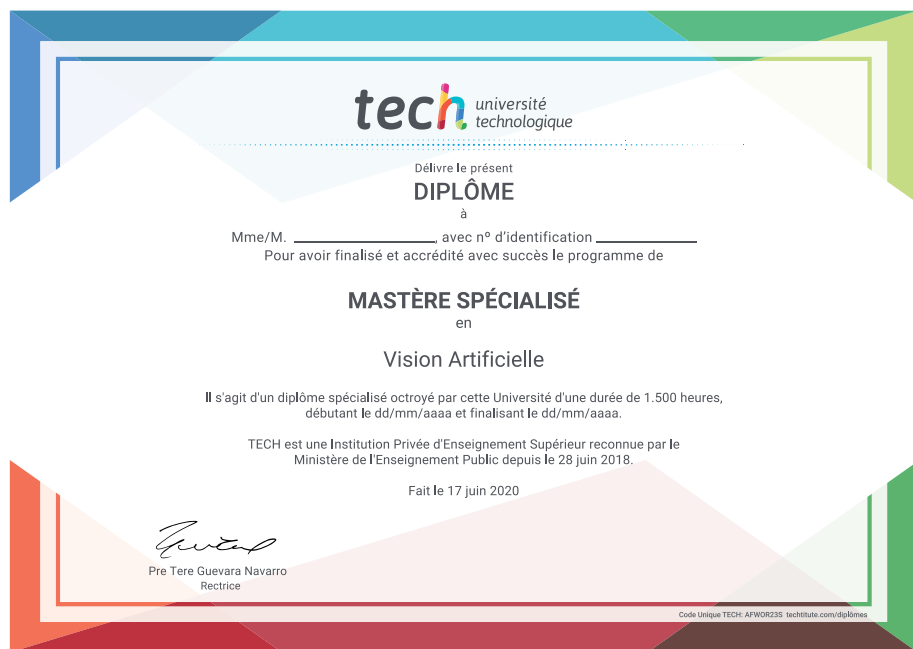 tech université
technologique
Délivre le présent
DIPLÔME
à
Mme/M. ____________, avec nº d'identification ____________
Pour avoir finalisé et accrédité avec succès le programme de
MASTÈRE SPÉCIALISÉ
en
Vision Artificielle
Il s'agit d'un diplôme spécialisé octroyé par cette Université d'une durée de 1.500 heures,
débutant le dd/mm/aaaa et finalisant le dd/mm/aaaa.
TECH est une Institution Privée d'Enseignement Supérieur reconnue par le
Ministère de l'Enseignement Public depuis le 28 juin 2018.
Fait le 17 juin 2020
Pre Tere Guevara Navarro
Rectrice
Code Unique TECH: AFWOR23S techtitute.com/diplômes